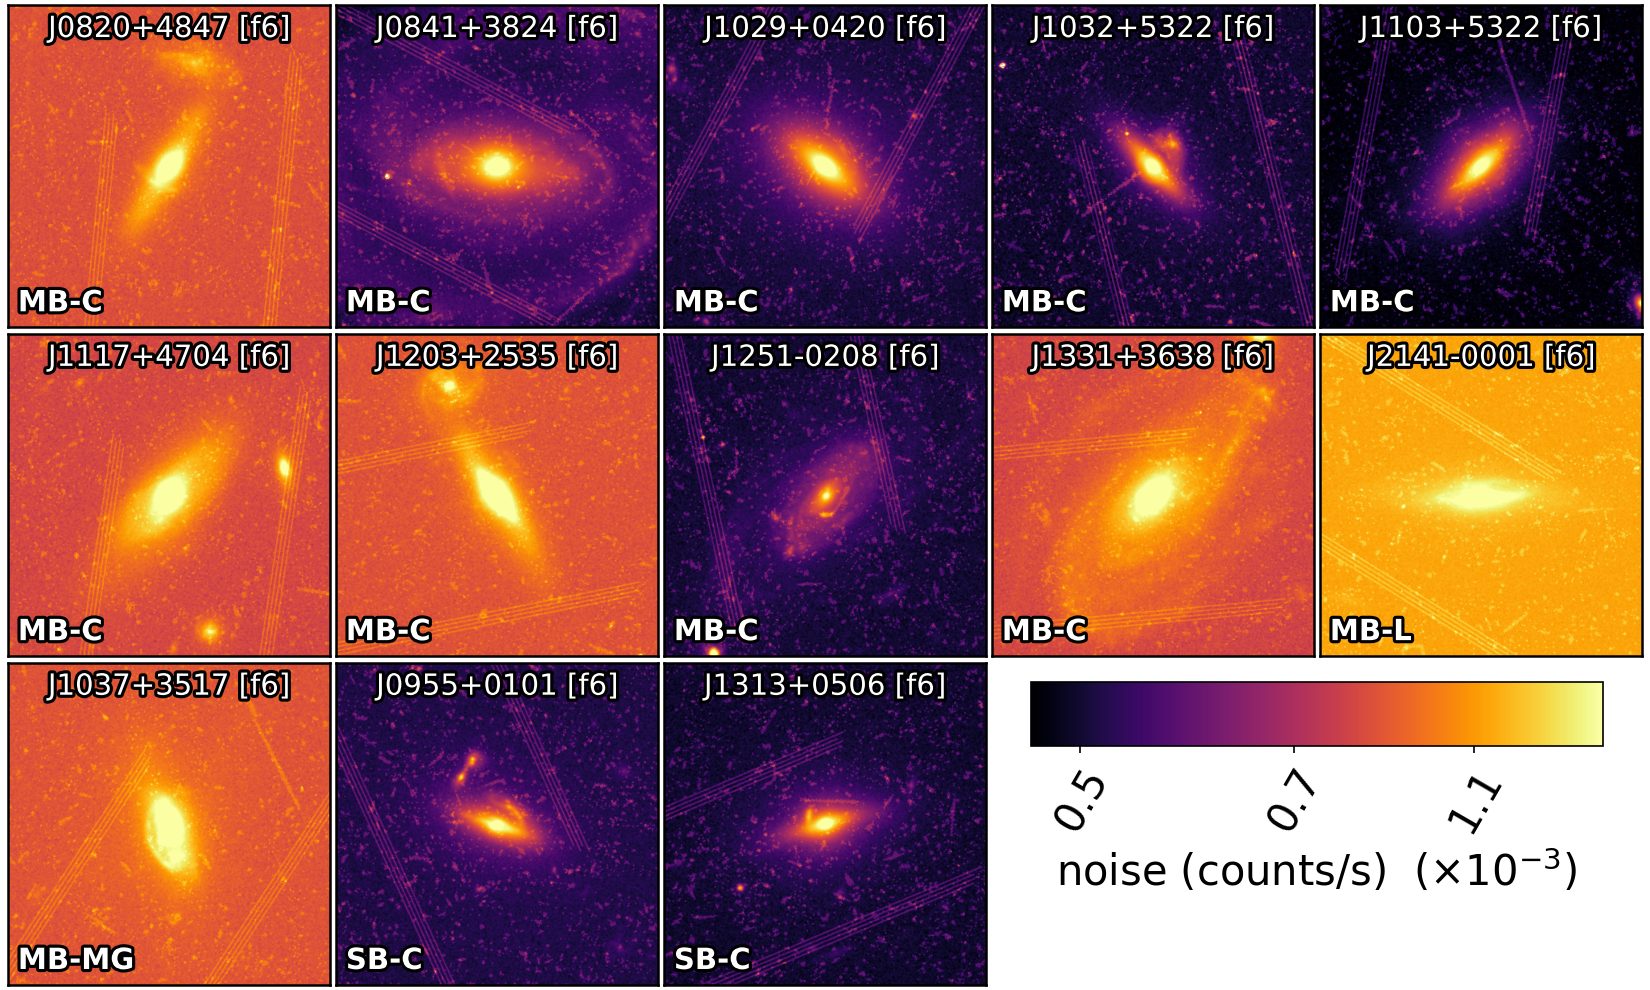 J0820+4847 [f6]
MB-C
J0841+3824 [f6]
MB-C
J1029+0420 [f6]
MB-C
J1032+5322 [f6]
MB-C
J1103+5322 [f6]
MB-C
J1117+4704 [f6]
MB-C
J1203+2535 [f6]
MB-C
J1251-0208 [f6]
MB-C
J1331+3638 [f6]
MB-C
J2141-0001 [f6]
MB-L
J1037+3517 [f6]
MB-MG
J0955+0101 [f6]
SB-C
J1313+0506 [f6]
SB-C
0.5
0.7
1.1
noise (counts/s) (×10⁻³)